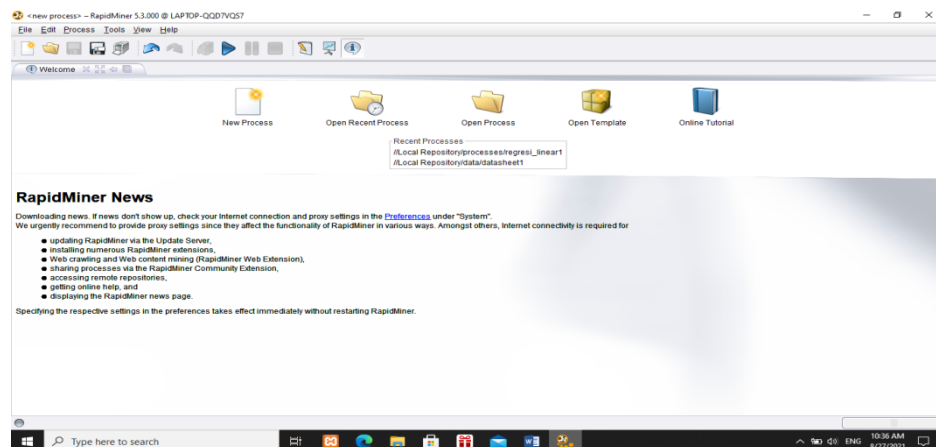 <new process> – RapidMiner 5.3.000 @ LAPTOP-QQD7VQS7
File Edit Process Tools View Help
Welcome
New Process Open Recent Process Open Process Open Template Online Tutorial
Recent Processes
//Local Repository/processes/regresi_linear1
//Local Repository/data/datasheet1
RapidMiner News
Downloading news. If news don't show up, check your Internet connection and proxy settings in the Preferences under "System".
We urgently recommend to provide proxy settings since they affect the functionality of RapidMiner in various ways. Amongst others, Internet connectivity is required for
● updating RapidMiner via the Update Server,
● installing numerous RapidMiner extensions,
● Web crawling and Web content mining (RapidMiner Web Extension),
● sharing processes via the RapidMiner Community Extension,
● accessing remote repositories,
● getting online help, and
● displaying the RapidMiner news page.
Specifying the respective settings in the preferences takes effect immediately without restarting RapidMiner.
Type here to search
ENG
10:36 AM
8/27/2021